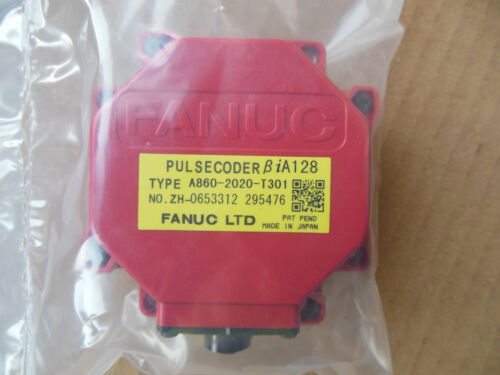 FANUC
PULSECODER βiA128
TYPE A860-2020-T301
NO.ZH-0653312 295476
FANUC LTD
PAT PEND
MADE IN JAPAN